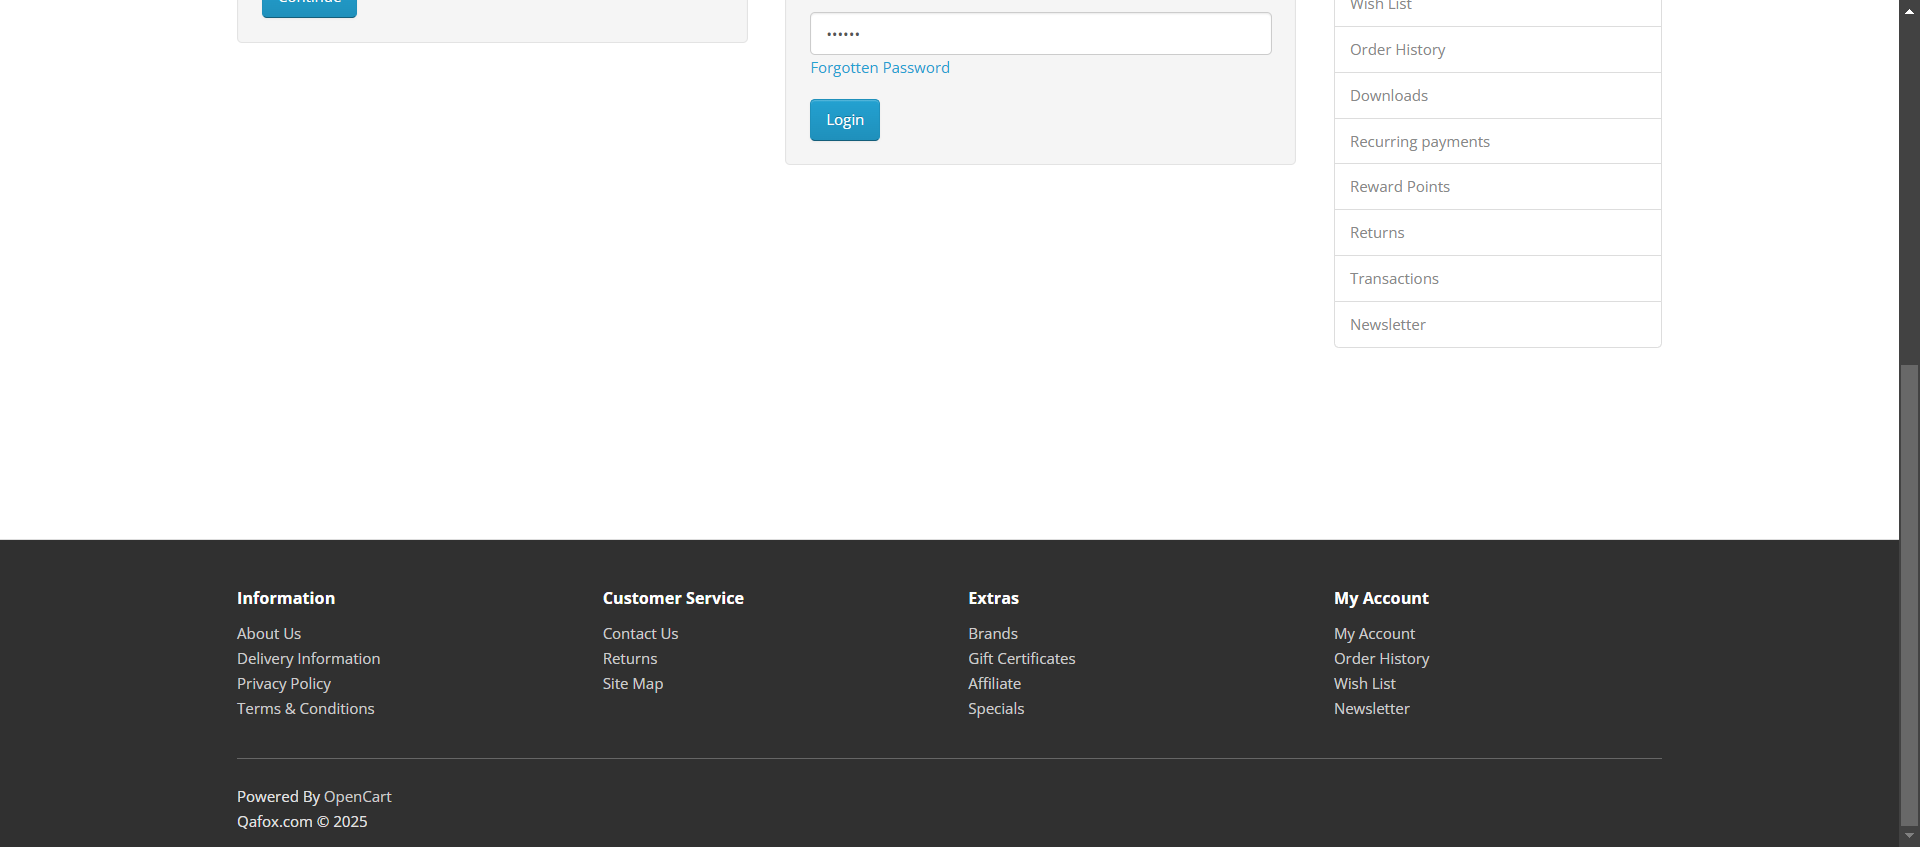 Continue
••••••
Forgotten Password
Login
Wish List
Order History
Downloads
Recurring payments
Reward Points
Returns
Transactions
Newsletter
Information
About Us
Delivery Information
Privacy Policy
Terms & Conditions
Customer Service
Contact Us
Returns
Site Map
Extras
Brands
Gift Certificates
Affiliate
Specials
My Account
My Account
Order History
Wish List
Newsletter
Powered By OpenCart
Qafox.com © 2025